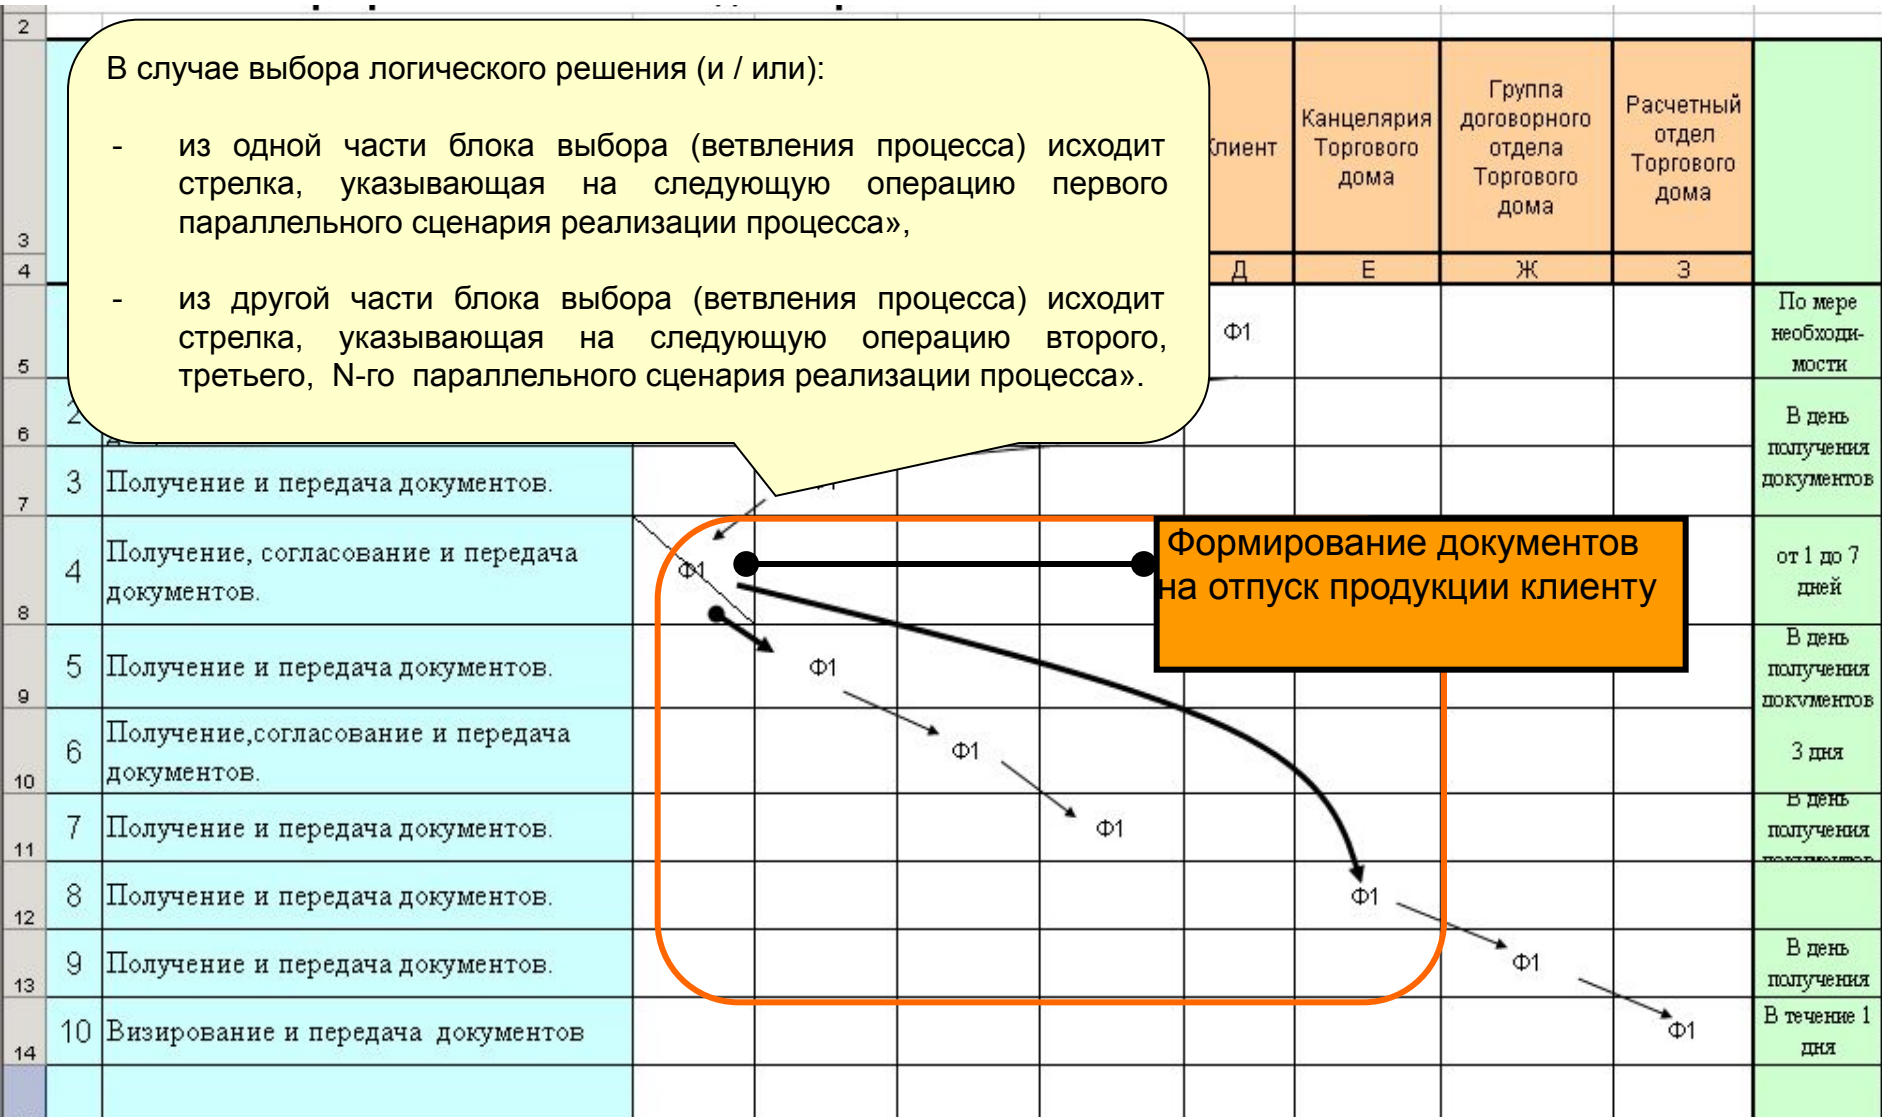 2
В случае выбора логического решения (и / или):
- из одной части блока выбора (ветвления процесса) исходит
стрелка, указывающая на следующую операцию первого
параллельного сценария реализации процесса»,
- из другой части блока выбора (ветвления процесса) исходит
стрелка, указывающая на следующую операцию второго,
третьего, N-го параллельного сценария реализации процесса».
Канцелярия
Торгового
дома
Группа
договорного
отдела
Торгового
дома
Расчетный
отдел
Торгового
дома
3
4 Д Е Ж З
5 Ф1
По мере
необходи-
мости
6 2
В день
получения
документов
7 3 Получение и передача документов.
8 4 Получение, согласование и передача
документов.
Ф1
Формирование документов
на отпуск продукции клиенту
от 1 до 7
дней
9 5 Получение и передача документов. Ф1
В день
получения
документов
10 6 Получение,согласование и передача
документов.
Ф1
3 дня
11 7 Получение и передача документов. Ф1
В день
получения
12 8 Получение и передача документов. Ф1
13 9 Получение и передача документов. Ф1
В день
получения
14 10 Визирование и передача документов Ф1
В течение 1
дня